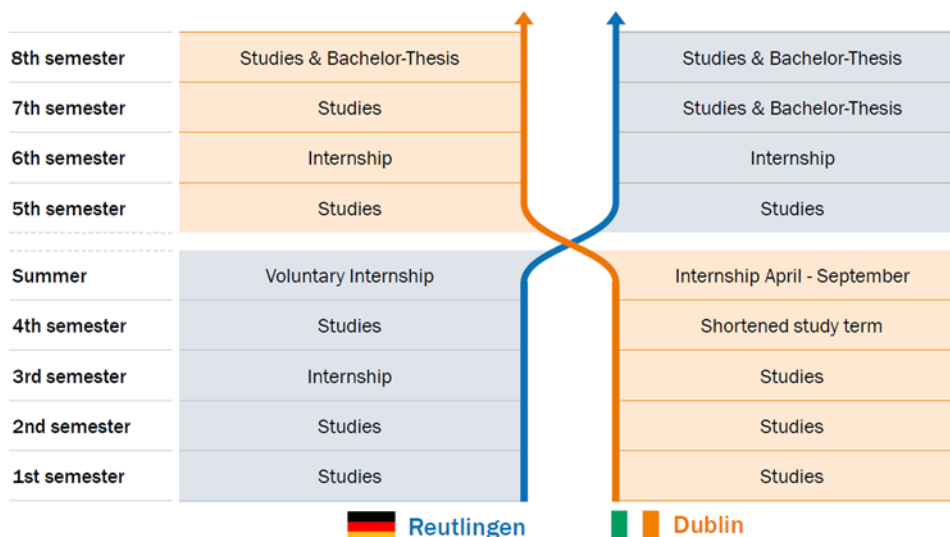 8th semester Studies & Bachelor-Thesis Studies & Bachelor-Thesis
7th semester Studies Studies & Bachelor-Thesis
6th semester Internship Internship
5th semester Studies Studies
Summer Voluntary Internship Internship April - September
4th semester Studies Shortened study term
3rd semester Internship Studies
2nd semester Studies Studies
1st semester Studies Studies
Reutlingen Dublin